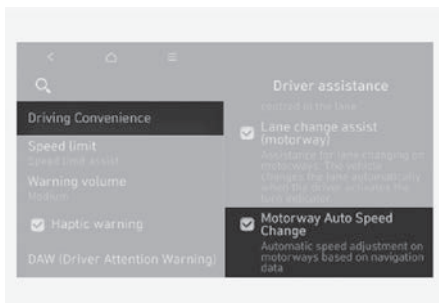 Driving Convenience
Speed limit
Speed limit assist
Warning volume
Medium
Haptic warning
DAW (Driver Attention Warning)
Driver assistance
centred in the lane.
Lane change assist
(motorway)
Assistance for lane changing on
motorways. The vehicle
changes the lane automatically
when the driver activates the
turn indicator.
Motorway Auto Speed
Change
Automatic speed adjustment on
motorways based on navigation
data